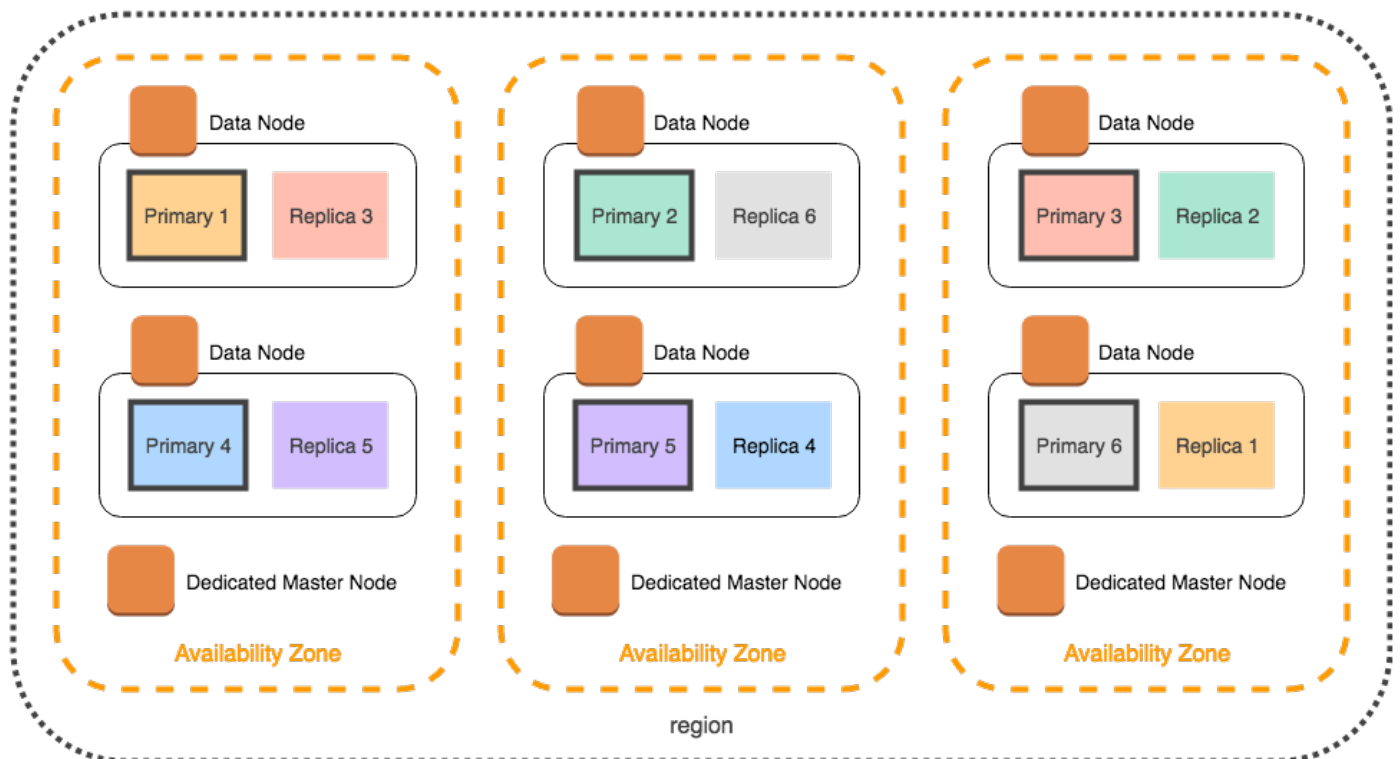 Data Node
Primary 1
Replica 3
Data Node
Primary 4
Replica 5
Dedicated Master Node
Availability Zone
Data Node
Primary 2
Replica 6
Data Node
Primary 5
Replica 4
Dedicated Master Node
Availability Zone
Data Node
Primary 3
Replica 2
Data Node
Primary 6
Replica 1
Dedicated Master Node
Availability Zone
region